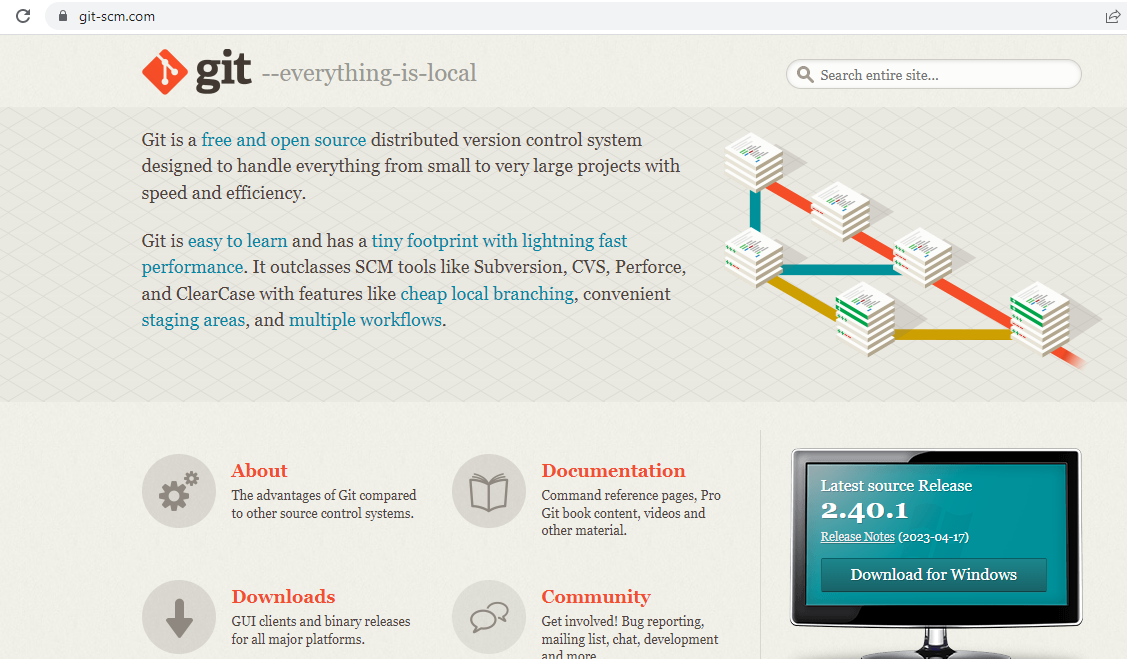 git-scm.com
git --everything-is-local
Search entire site...
Git is a free and open source distributed version control system
designed to handle everything from small to very large projects with
speed and efficiency.
Git is easy to learn and has a tiny footprint with lightning fast
performance. It outclasses SCM tools like Subversion, CVS, Perforce,
and ClearCase with features like cheap local branching, convenient
staging areas, and multiple workflows.
About
The advantages of Git compared
to other source control systems.
Documentation
Command reference pages, Pro
Git book content, videos and
other material.
Downloads
GUI clients and binary releases
for all major platforms.
Community
Get involved! Bug reporting,
mailing list, chat, development
and more.
Latest source Release
2.40.1
Release Notes (2023-04-17)
Download for Windows